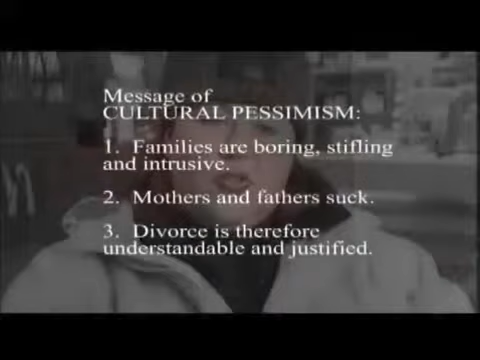 Message of
CULTURAL PESSIMISM:
1. Families are boring, stifling
and intrusive.
2. Mothers and fathers suck.
3. Divorce is therefore
understandable and justified.